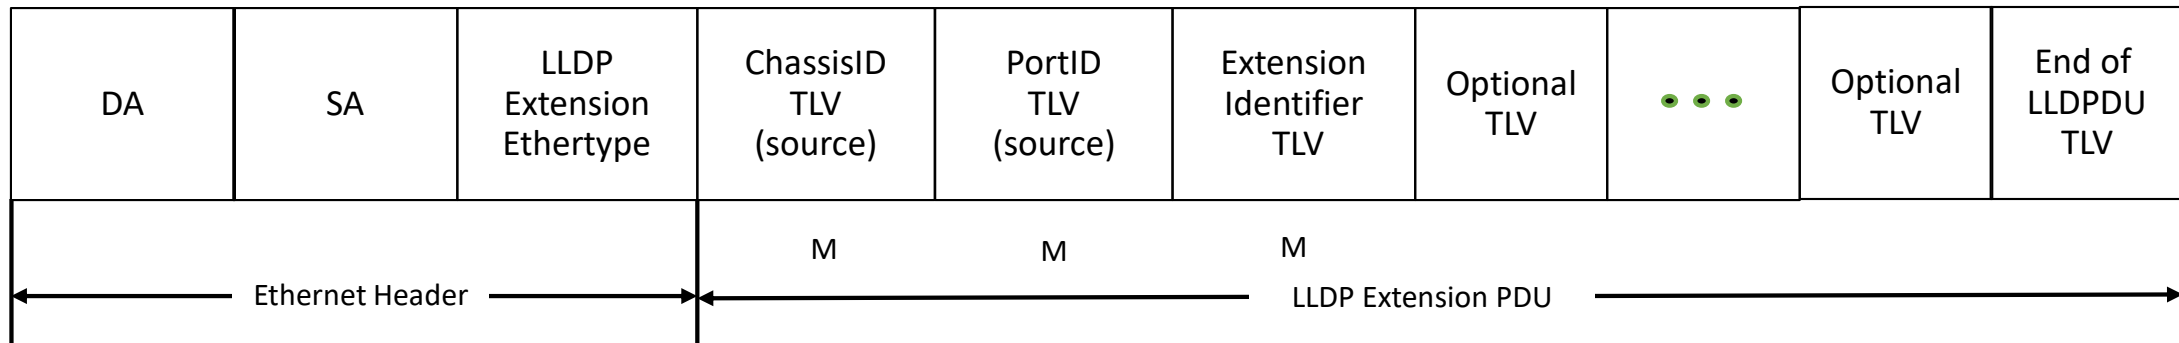 DA
SA
LLDP
Extension
Ethertype
ChassisID
TLV
(source)
PortID
TLV
(source)
Extension
Identifier
TLV
Optional
TLV
Optional
TLV
End of
LLDPDU
TLV
M
M
M
Ethernet Header
LLDP Extension PDU